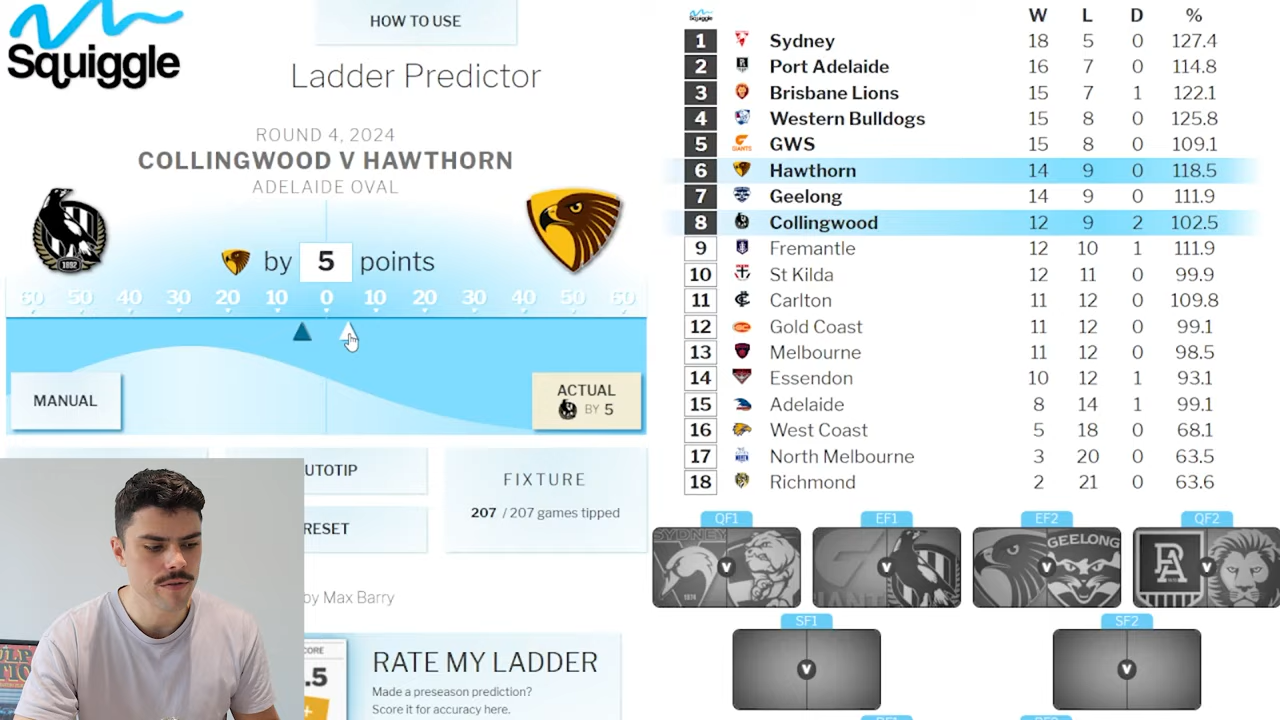 Squiggle
HOW TO USE
Ladder Predictor
ROUND 4, 2024
COLLINGWOOD V HAWTHORN
ADELAIDE OVAL
1892
by 5 points
60 50 40 30 20 10 0 10 20 30 40 50 60
MANUAL
ACTUAL
BY 5
UTOTIP
RESET
FIXTURE
207 / 207 games tipped
by Max Barry
CORE
.5
RATE MY LADDER
Made a preseason prediction?
Score it for accuracy here.
Squiggle W L D %
1 Sydney 18 5 0 127.4
2 Port Adelaide 16 7 0 114.8
3 Brisbane Lions 15 7 1 122.1
4 Western Bulldogs 15 8 0 125.8
5 GWS 15 8 0 109.1
6 Hawthorn 14 9 0 118.5
7 Geelong 14 9 0 111.9
8 Collingwood 12 9 2 102.5
9 Fremantle 12 10 1 111.9
10 St Kilda 12 11 0 99.9
11 Carlton 11 12 0 109.8
12 Gold Coast 11 12 0 99.1
13 Melbourne 11 12 0 98.5
14 Essendon 10 12 1 93.1
15 Adelaide 8 14 1 99.1
16 West Coast 5 18 0 68.1
17 North Melbourne 3 20 0 63.5
18 Richmond 2 21 0 63.6
QF1 EF1 EF2 QF2
SYDNEY
GEELONG
V V V V
SF1 SF2
V V